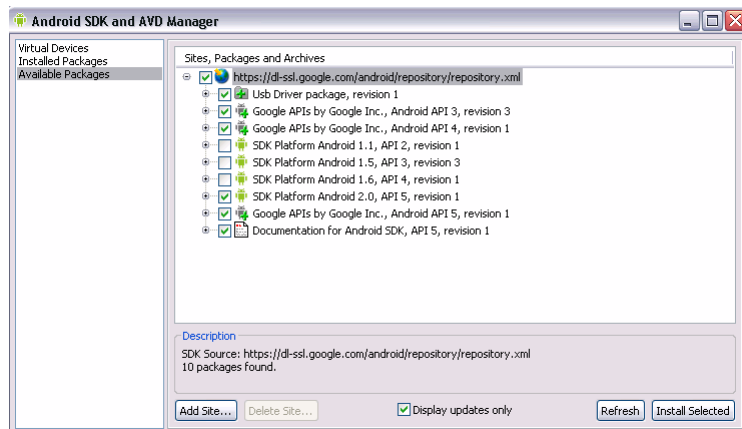 Android SDK and AVD Manager
Virtual Devices
Installed Packages
Available Packages
Sites, Packages and Archives
https://dl-ssl.google.com/android/repository/repository.xml
Usb Driver package, revision 1
Google APIs by Google Inc., Android API 3, revision 3
Google APIs by Google Inc., Android API 4, revision 1
SDK Platform Android 1.1, API 2, revision 1
SDK Platform Android 1.5, API 3, revision 3
SDK Platform Android 1.6, API 4, revision 1
SDK Platform Android 2.0, API 5, revision 1
Google APIs by Google Inc., Android API 5, revision 1
Documentation for Android SDK, API 5, revision 1
Description
SDK Source: https://dl-ssl.google.com/android/repository/repository.xml
10 packages found.
Add Site... Delete Site... Display updates only Refresh Install Selected